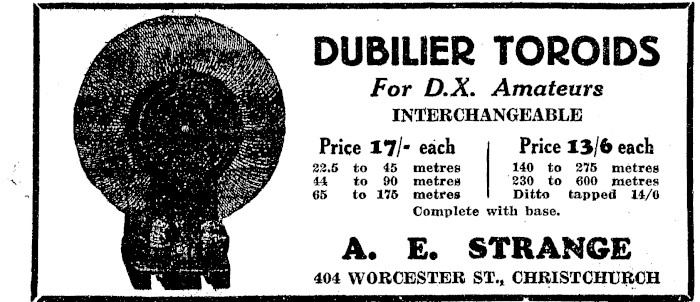 DUBILIER TOROIDS
For D.X. Amateurs
INTERCHANGEABLE
Price 17/- each
22.5 to 45 metres
44 to 90 metres
65 to 175 metres
Price 13/6 each
140 to 275 metres
230 to 600 metres
Ditto tapped 14/6
Complete with base.
A. E. STRANGE
404 WORCESTER ST., CHRISTCHURCH